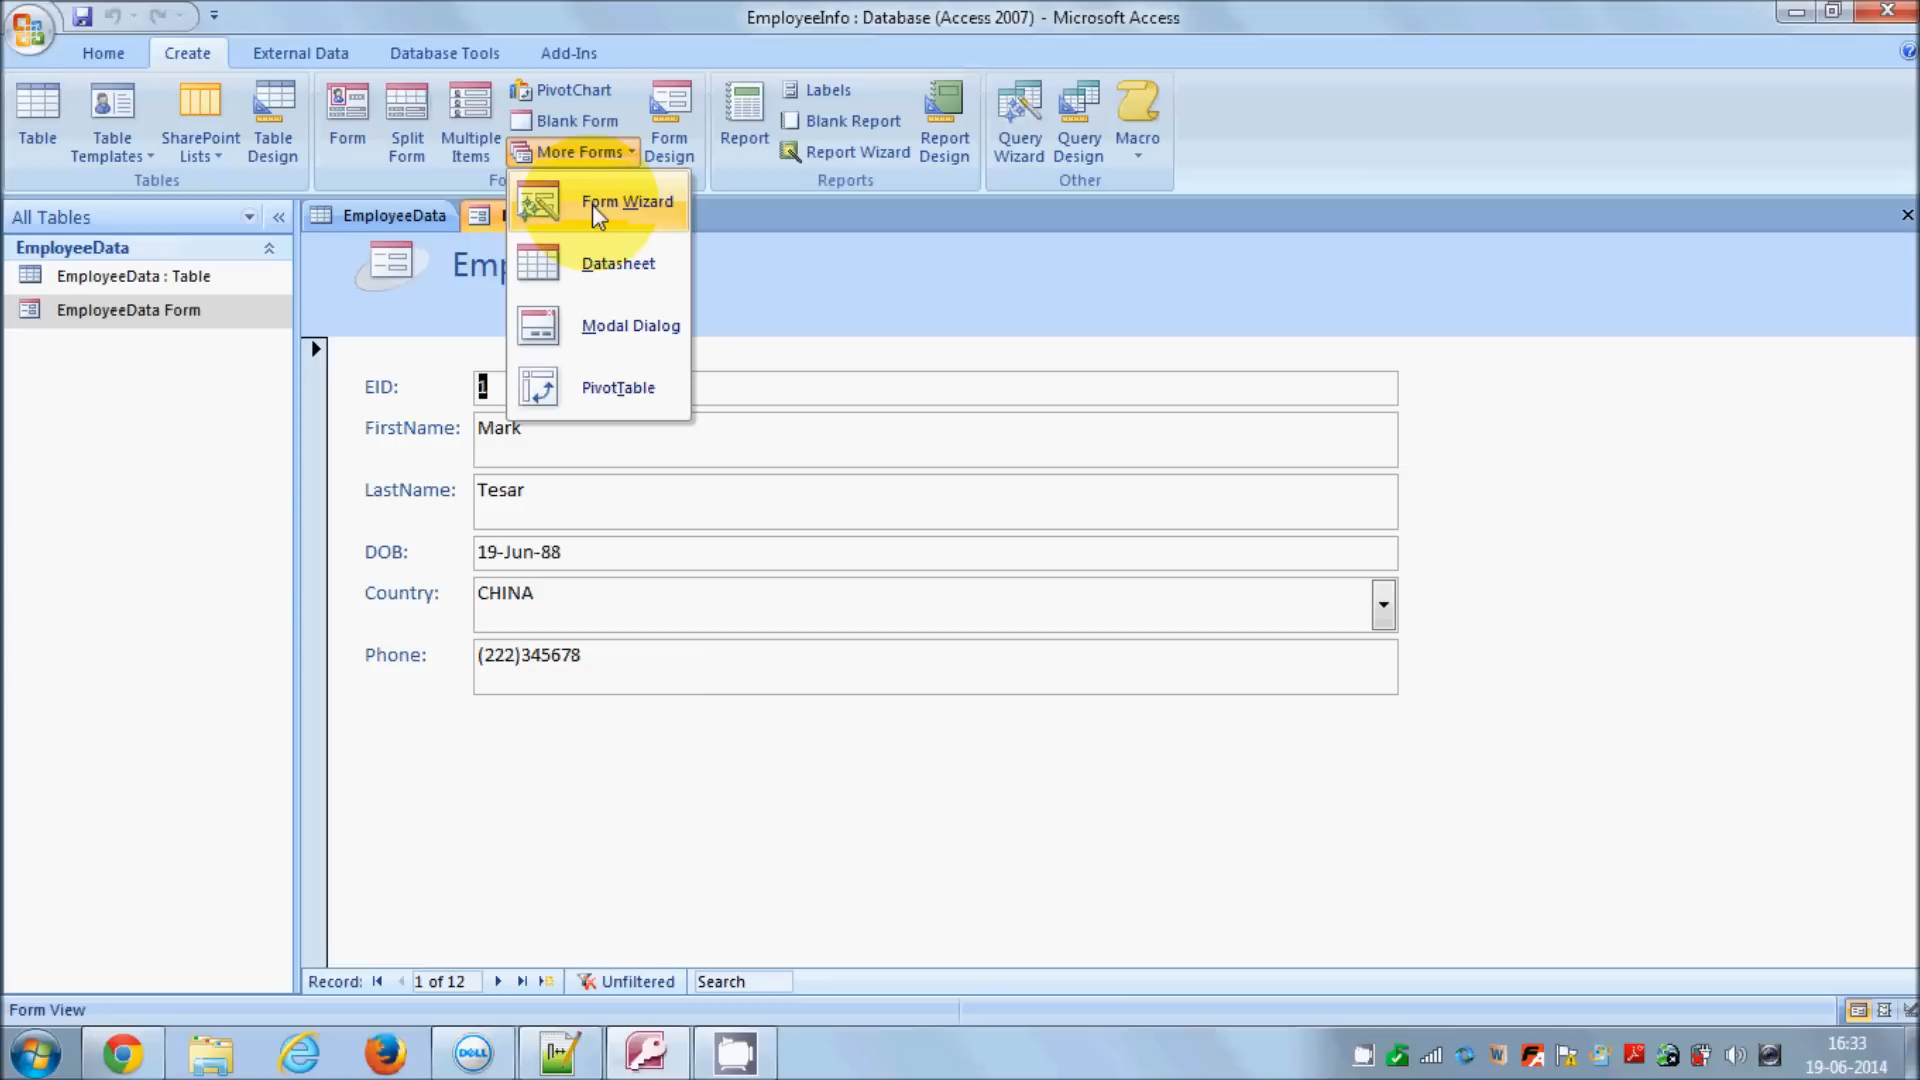 EmployeeInfo : Database (Access 2007) - Microsoft Access
Home Create External Data Database Tools Add-Ins
Table
Table Templates
SharePoint Lists
Table Design
Tables
Form
Split Form
Multiple Items
PivotChart
Blank Form
More Forms
Form Design
Report
Labels
Blank Report
Report Wizard
Report Design
Reports
Query Wizard
Query Design
Macro
Other
Form Wizard
Datasheet
Modal Dialog
PivotTable
All Tables
EmployeeData
EmployeeData : Table
EmployeeData Form
EmployeeData
EID: 1
FirstName: Mark
LastName: Tesar
DOB: 19-Jun-88
Country: CHINA
Phone: (222)345678
Record: 1 of 12 Unfiltered Search
Form View
DELL
16:33
19-06-2014